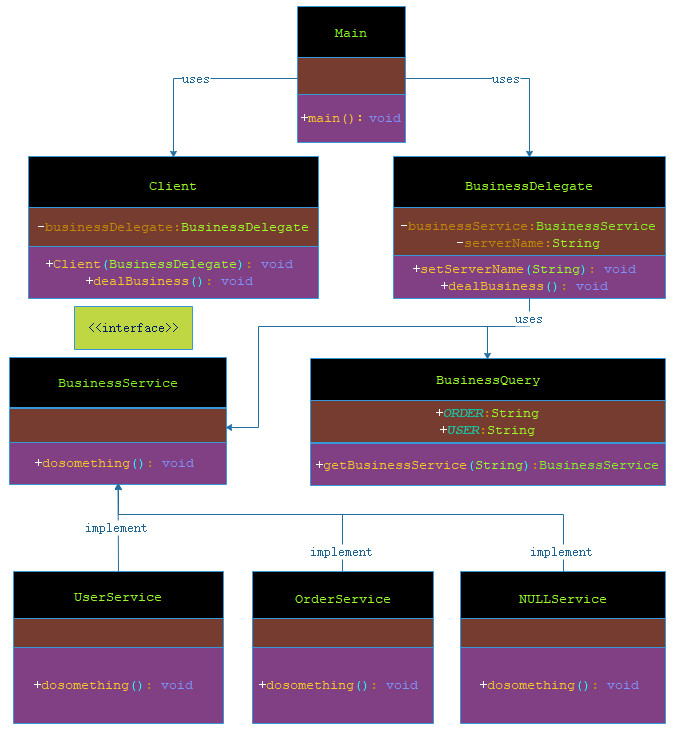 Main
uses
uses
+main(): void
Client
BusinessDelegate
-businessDelegate:BusinessDelegate
-businessService:BusinessService
-serverName:String
+Client(BusinessDelegate): void
+dealBusiness(): void
+setServerName(String): void
+dealBusiness(): void
<<interface>>
uses
BusinessService
BusinessQuery
+ORDER:String
+USER:String
+dosomething(): void
+getBusinessService(String):BusinessService
implement
implement
implement
UserService
OrderService
NULLService
+dosomething(): void
+dosomething(): void
+dosomething(): void